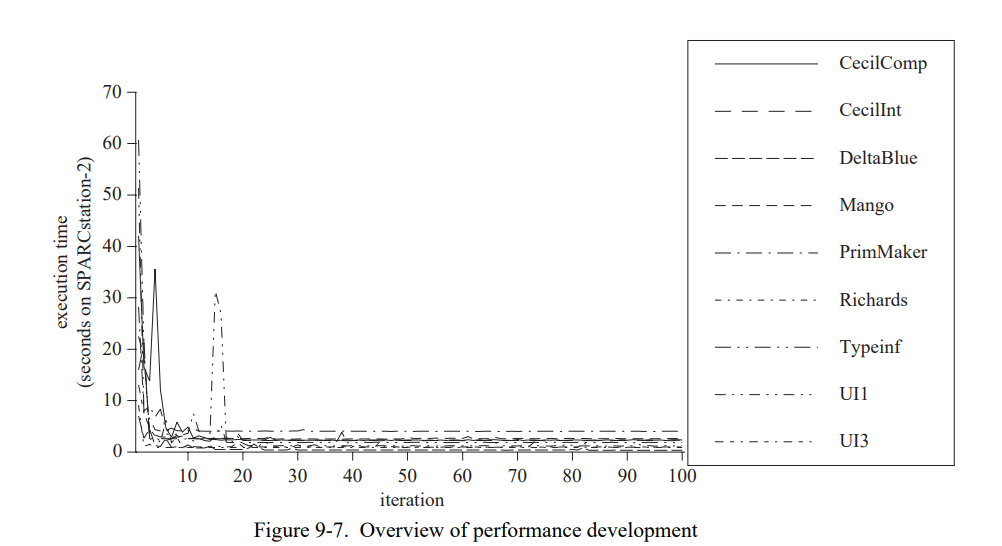 CecilComp
CecilInt
DeltaBlue
Mango
PrimMaker
Richards
Typeinf
UI1
UI3
execution time
(seconds on SPARCstation-2)
70
60
50
40
30
20
10
0
10 20 30 40 50 60 70 80 90 100
iteration
Figure 9-7. Overview of performance development